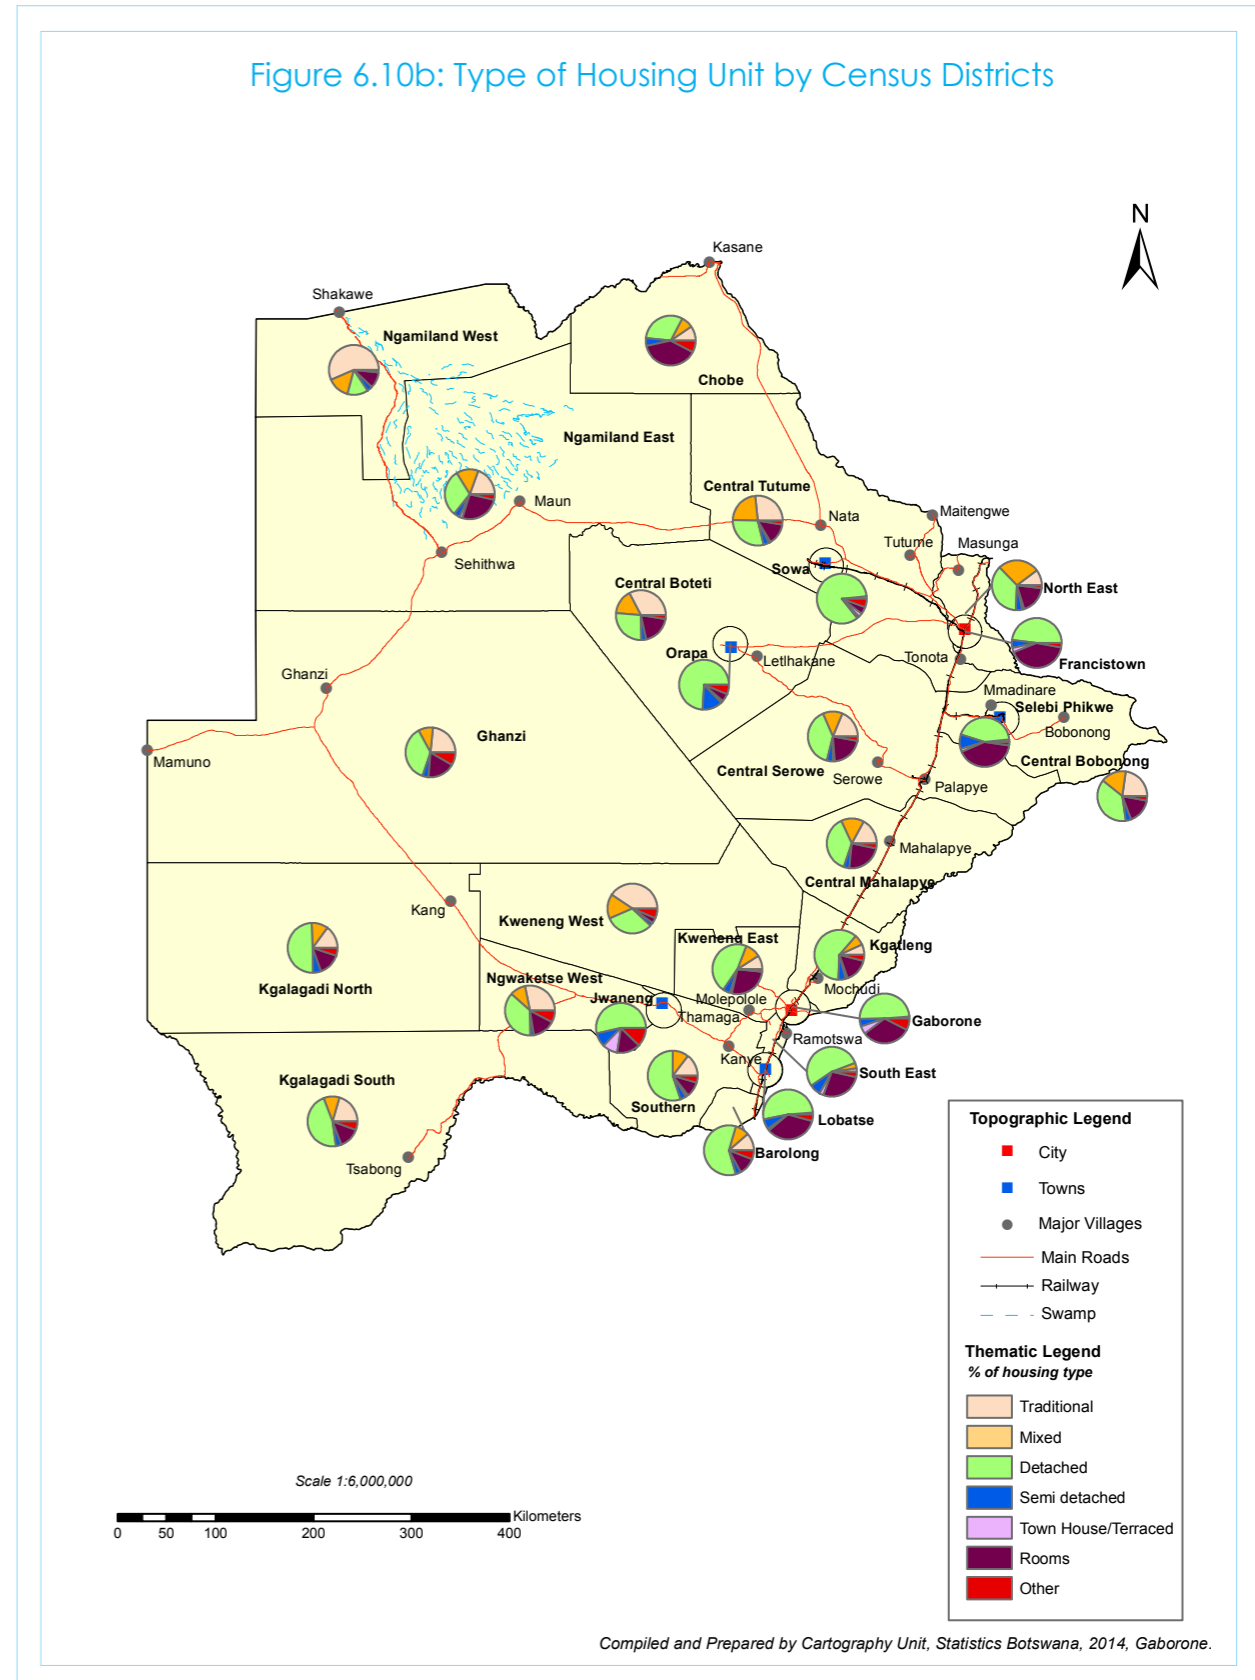 Figure 6.10b: Type of Housing Unit by Census Districts
N
Kasane
Shakawe
Ngamiland West
Chobe
Ngamiland East
Central Tutume
Maun
Nata
Maitengwe
Tutume
Masunga
Sehithwa
Sowa
Central Boteti
North East
Orapa
Letlhakane
Tonota
Francistown
Ghanzi
Mmadinare
Selebi Phikwe
Bobonong
Ghanzi
Mamuno
Central Serowe
Serowe
Central Bobonong
Palapye
Mahalapye
Central Mahalapye
Kang
Kweneng West
Kweneng East
Kgatleng
Kgalagadi North
Ngwaketse West
Jwaneng
Mochudi
Molepolole
Thamaga
Gaborone
Ramotswa
Kanye
South East
Kgalagadi South
Southern
Lobatse
Barolong
Tsabong
Topographic Legend
City
Towns
Major Villages
Main Roads
Railway
Swamp
Thematic Legend
% of housing type
Traditional
Mixed
Detached
Semi detached
Town House/Terraced
Rooms
Other
Scale 1:6,000,000
Kilometers
0 50 100 200 300 400
Compiled and Prepared by Cartography Unit, Statistics Botswana, 2014, Gaborone.